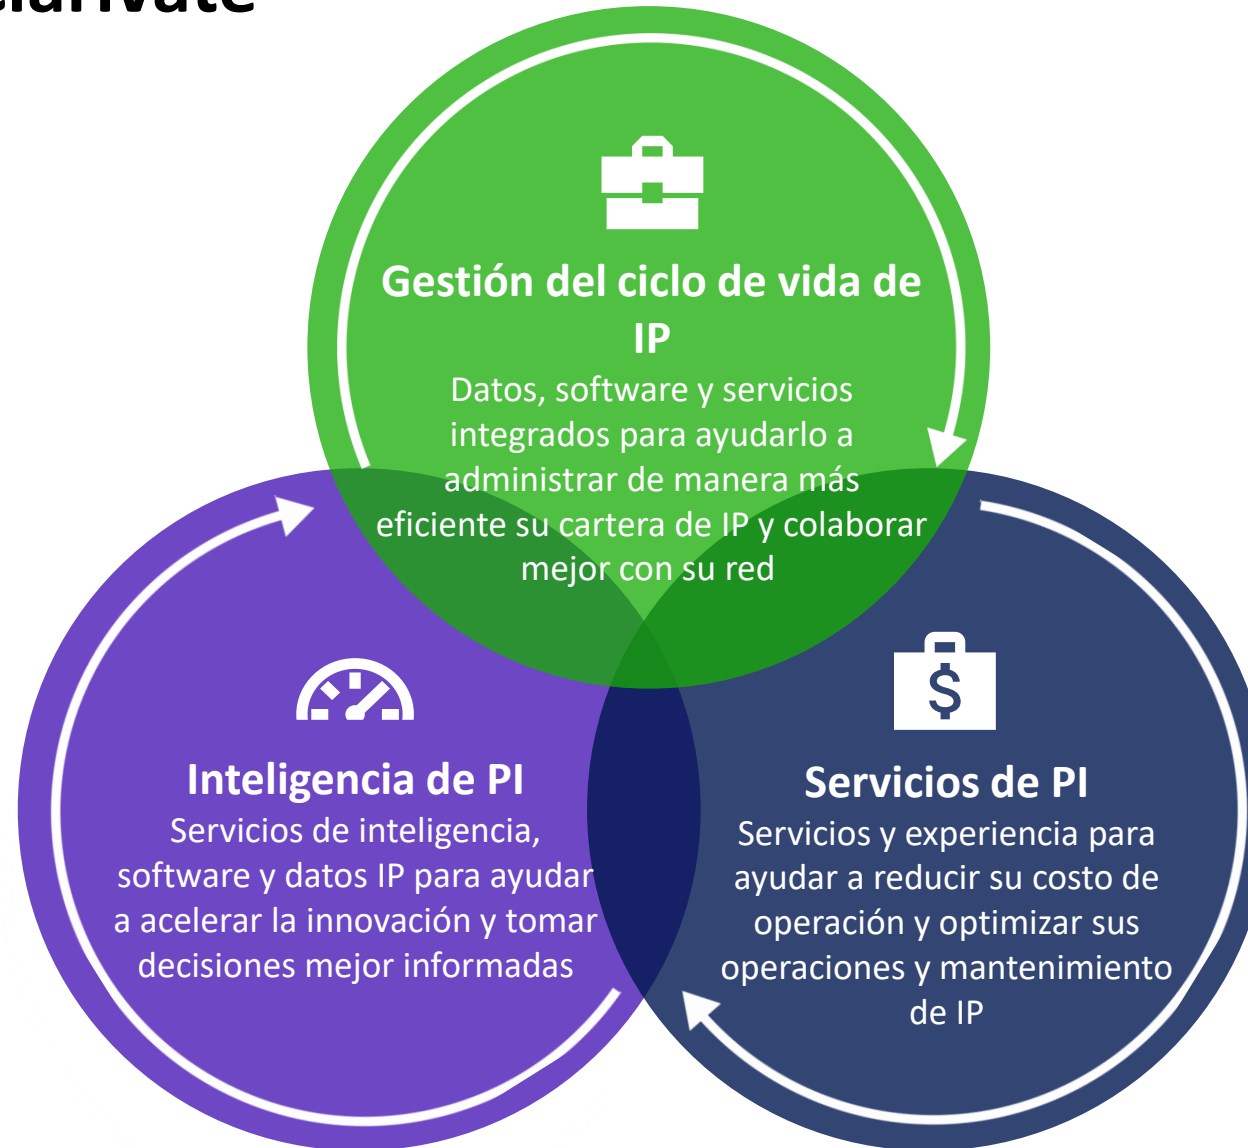 Gestión del ciclo de vida de
IP
Datos, software y servicios
integrados para ayudarlo a
administrar de manera más
eficiente su cartera de IP y colaborar
mejor con su red
$
Inteligencia de PI
Servicios de inteligencia,
software y datos IP para ayudar
a acelerar la innovación y tomar
decisiones mejor informadas
Servicios de PI
Servicios y experiencia para
ayudar a reducir su costo de
operación y optimizar sus
operaciones y mantenimiento
de IP